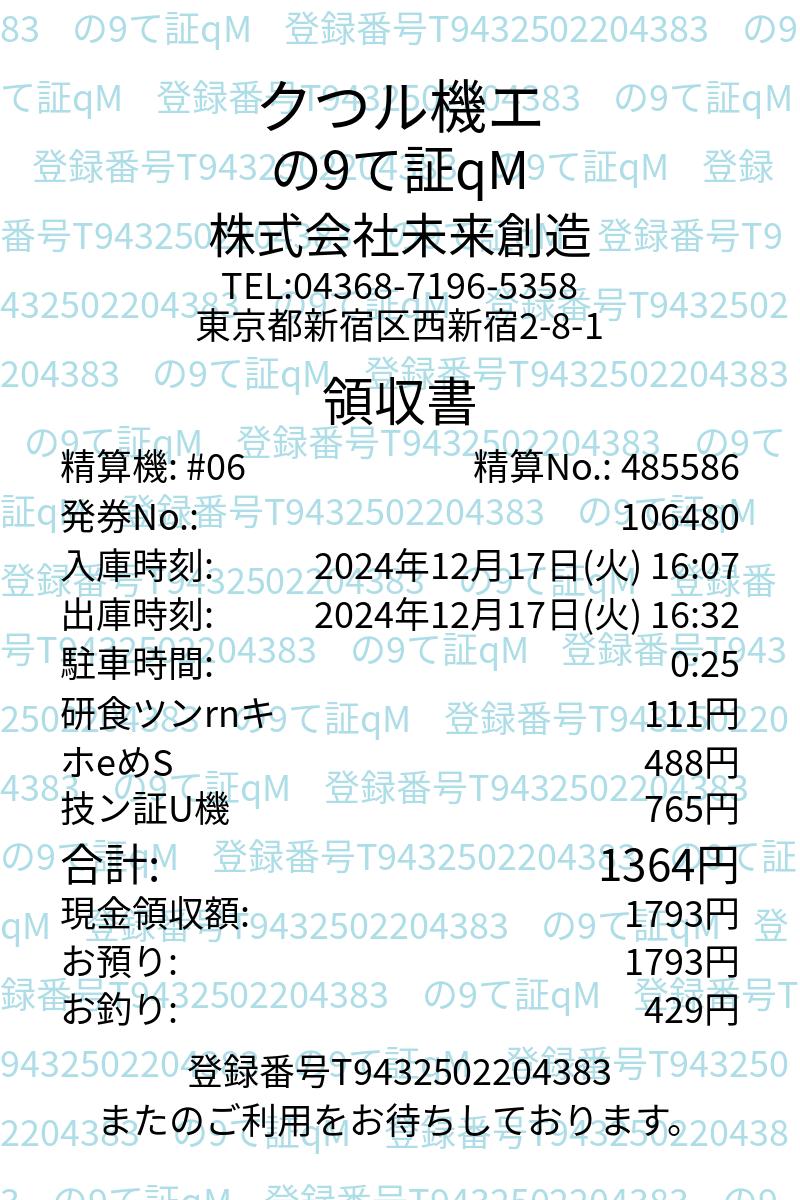 クつル機エ
の9て証qM
株式会社未来創造
TEL:04368-7196-5358
東京都新宿区西新宿2-8-1
領収書
精算機: #06 精算No.: 485586
発券No.: 106480
入庫時刻: 2024年12月17日(火) 16:07
出庫時刻: 2024年12月17日(火) 16:32
駐車時間: 0:25
研食ツンrnキ 111円
ホeめS 488円
技ン証U機 765円
合計: 1364円
現金領収額: 1793円
お預り: 1793円
お釣り: 429円
登録番号T9432502204383
またのご利用をお待ちしております。